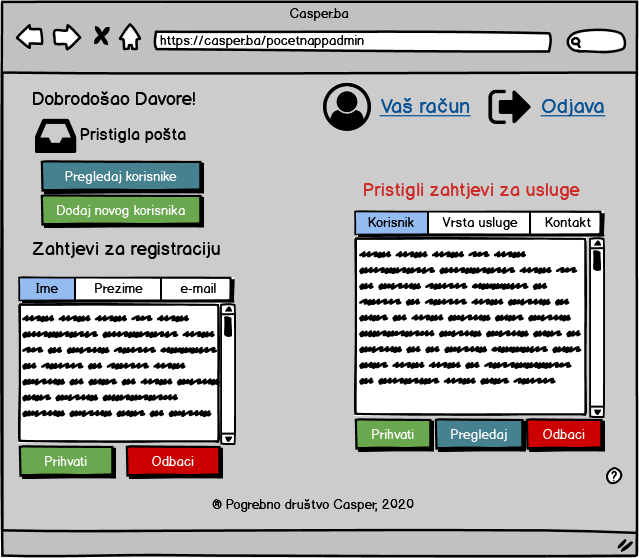 Casper.ba
https://casper.ba/pocetnappadmin
Dobrodošao Davore!
Vaš račun
Odjava
Pristigla pošta
Pregledaj korisnike
Dodaj novog korisnika
Zahtjevi za registraciju
Ime Prezime e-mail
Prihvati Odbaci
Pristigli zahtjevi za usluge
Korisnik Vrsta usluge Kontakt
Prihvati Pregledaj Odbaci
?
® Pogrebno društvo Casper, 2020